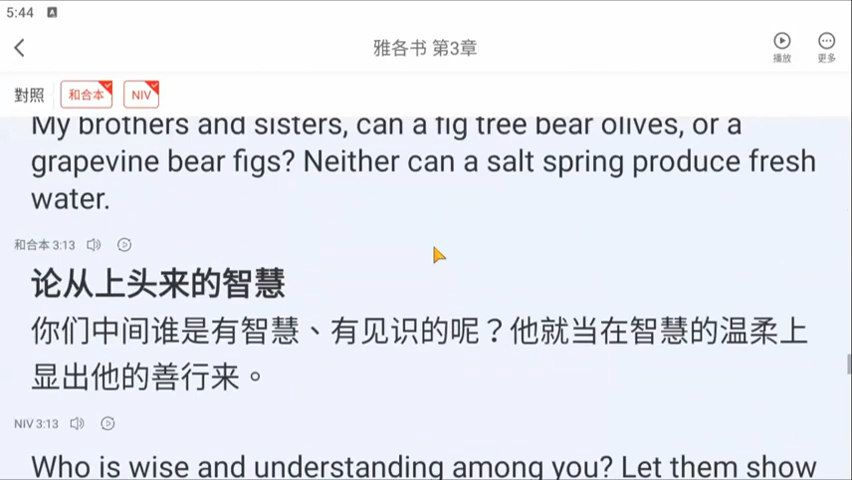 5:44 A
雅各书 第3章
播放 更多
對照 和合本 NIV
My brothers and sisters, can a fig tree bear olives, or a
grapevine bear figs? Neither can a salt spring produce fresh
water.
和合本 3:13
论从上头来的智慧
你们中间谁是有智慧、有见识的呢？他就当在智慧的温柔上
显出他的善行来。
NIV 3:13
Who is wise and understanding among you? Let them show